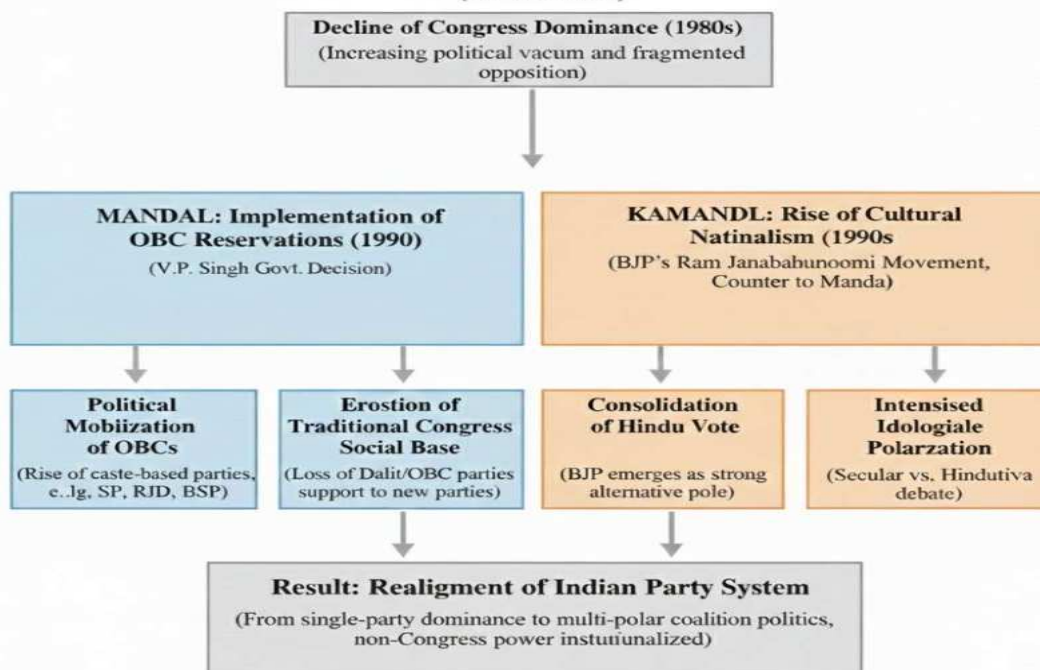 Decline of Congress Dominance (1980s)
(Increasing political vacum and fragmented
opposition)
MANDAL: Implementation of
OBC Reservations (1990)
(V.P. Singh Govt. Decision)
KAMANDL: Rise of Cultural
Natinalism (1990s
(BJP's Ram Janababunoomi Movement,
Counter to Manda)
Political
Mobiization
of OBCs
(Rise of caste-based parties,
e..lg, SP, RJD, BSP)
Erostion of
Traditional Congress
Social Base
(Loss of Dalit/OBC parties
support to new parties)
Consolidation
of Hindu Vote
(BJP emerges as strong
alternative pole)
Intensised
Idologiale
Polarzation
(Secular vs. Hindutiva
debate)
Result: Realigment of Indian Party System
(From single-party dominance to multi-polar coalition politics,
non-Congress power instutiunalized)